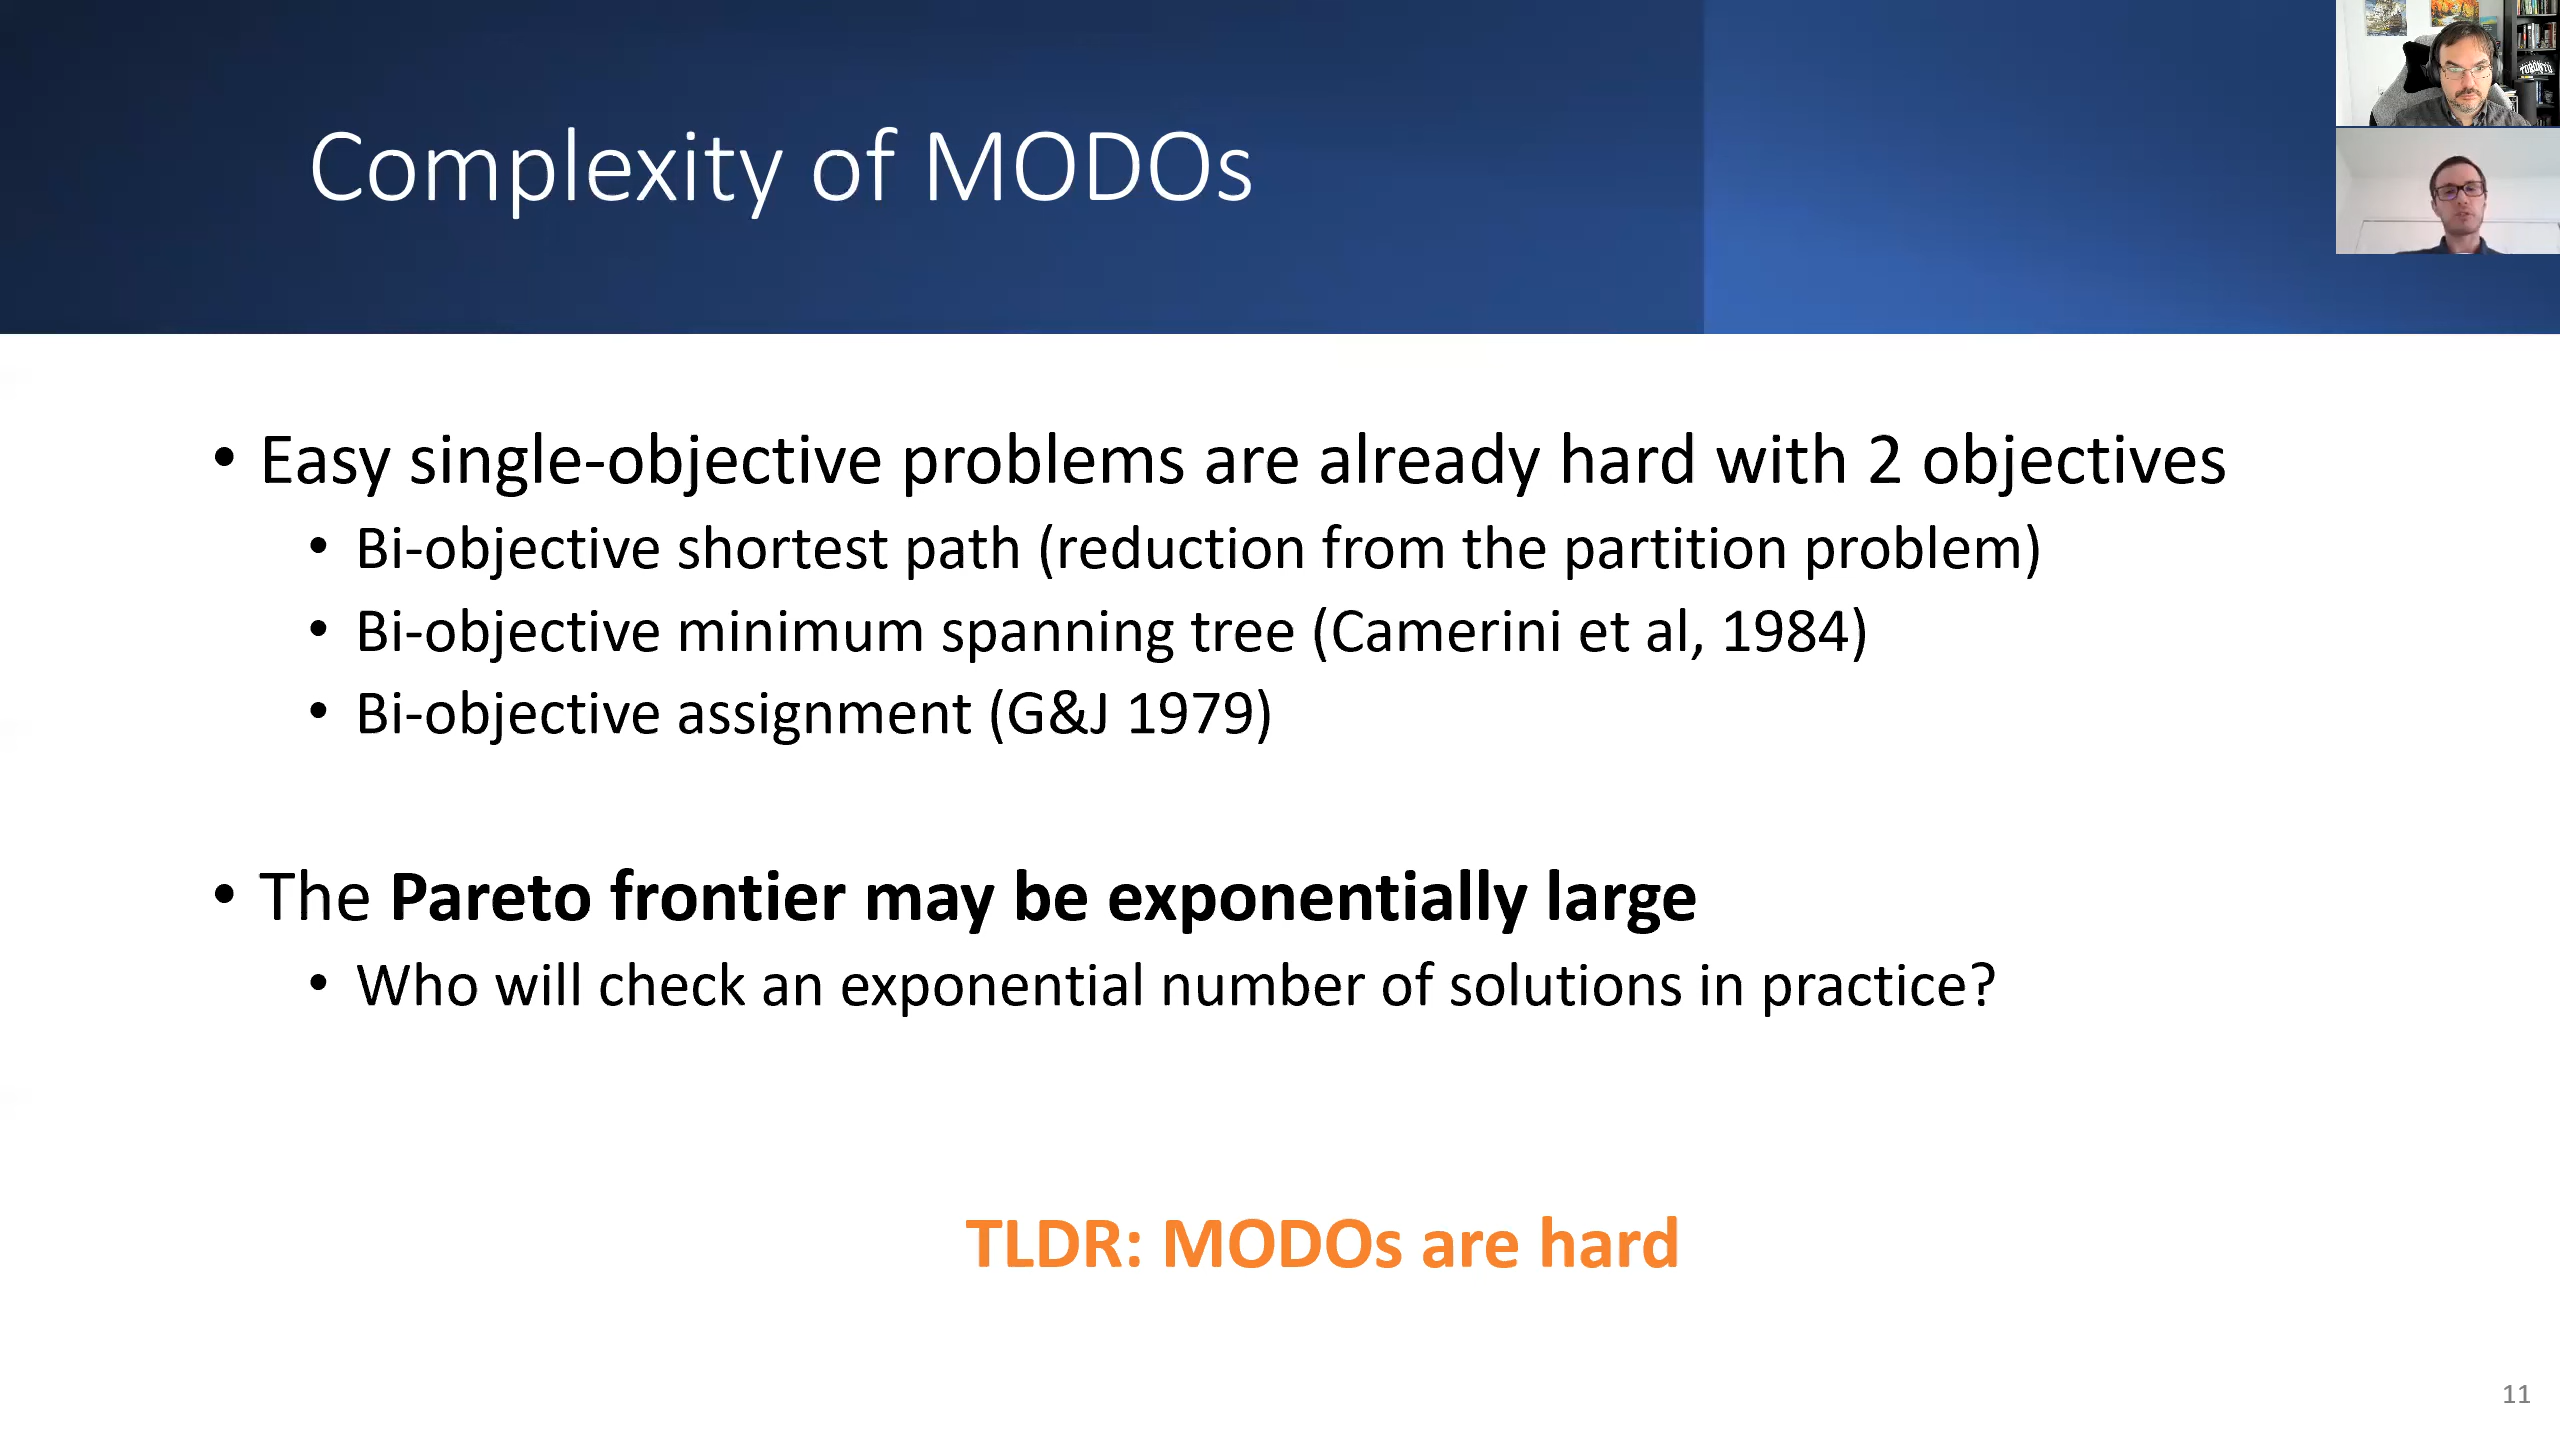 Complexity of MODOs
TORONTO
• Easy single-objective problems are already hard with 2 objectives
• Bi-objective shortest path (reduction from the partition problem)
• Bi-objective minimum spanning tree (Camerini et al, 1984)
• Bi-objective assignment (G&J 1979)
• The Pareto frontier may be exponentially large
• Who will check an exponential number of solutions in practice?
TLDR: MODOs are hard
11